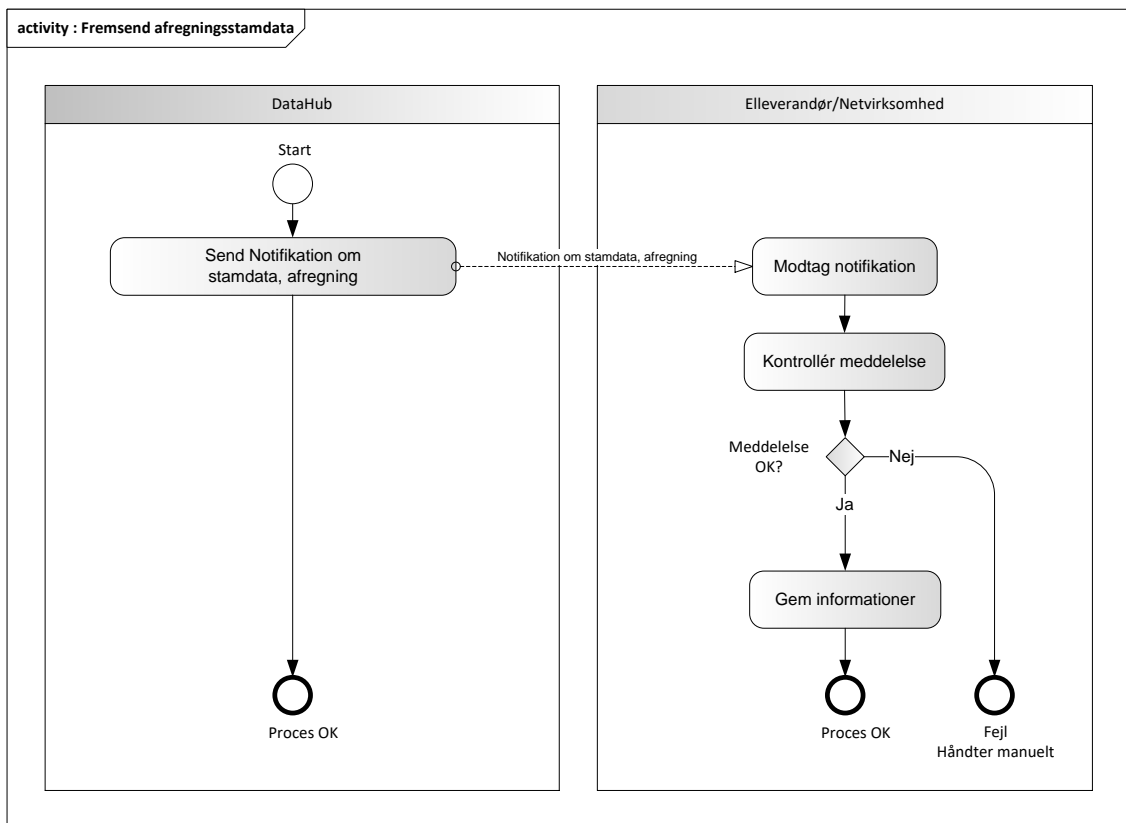 activity : Fremsend afregningsstamdata
DataHub
Elleverandør/Netvirksomhed
Start
Send Notifikation om
stamdata, afregning
Notifikation om stamdata, afregning
Modtag notifikation
Kontrollér meddelelse
Meddelelse
OK?
Nej
Ja
Gem informationer
Proces OK
Proces OK
Fejl
Håndter manuelt